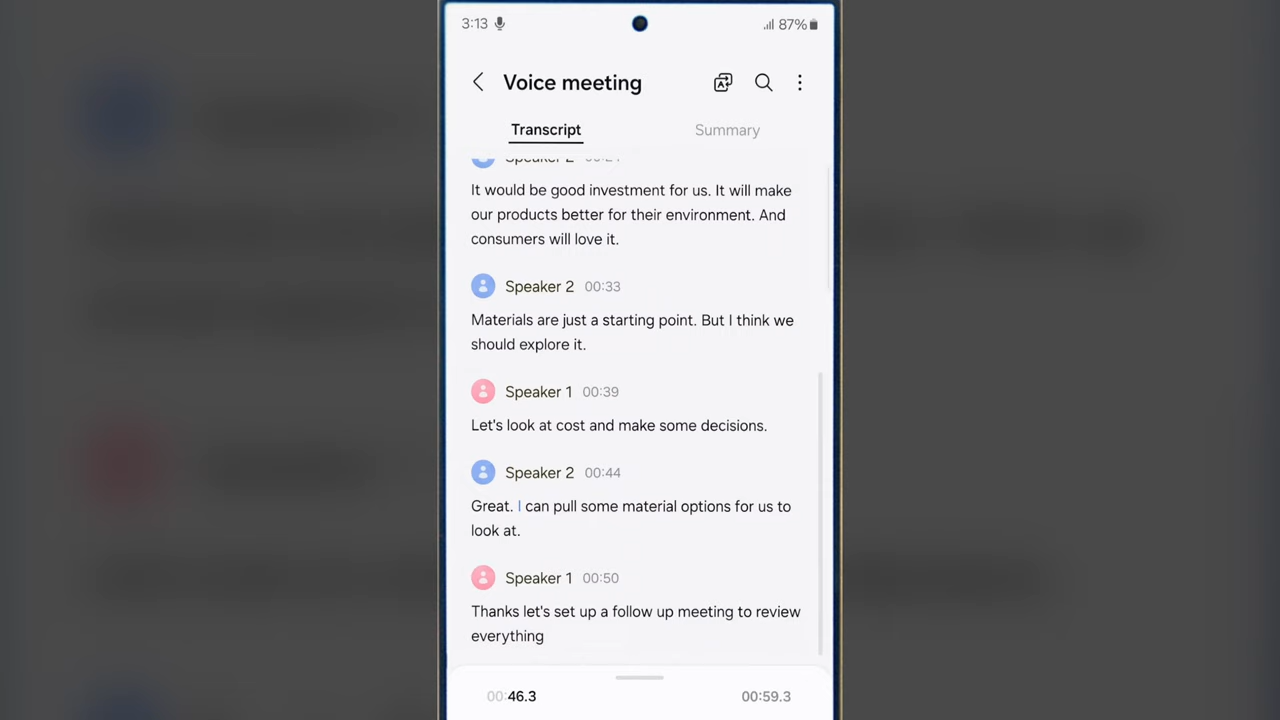 3:13
87%
Voice meeting
Transcript
Summary
Speaker 2
It would be good investment for us. It will make
our products better for their environment. And
consumers will love it.
Speaker 2 00:33
Materials are just a starting point. But I think we
should explore it.
Speaker 1 00:39
Let's look at cost and make some decisions.
Speaker 2 00:44
Great. I can pull some material options for us to
look at.
Speaker 1 00:50
Thanks let's set up a follow up meeting to review
everything
00:46.3
00:59.3